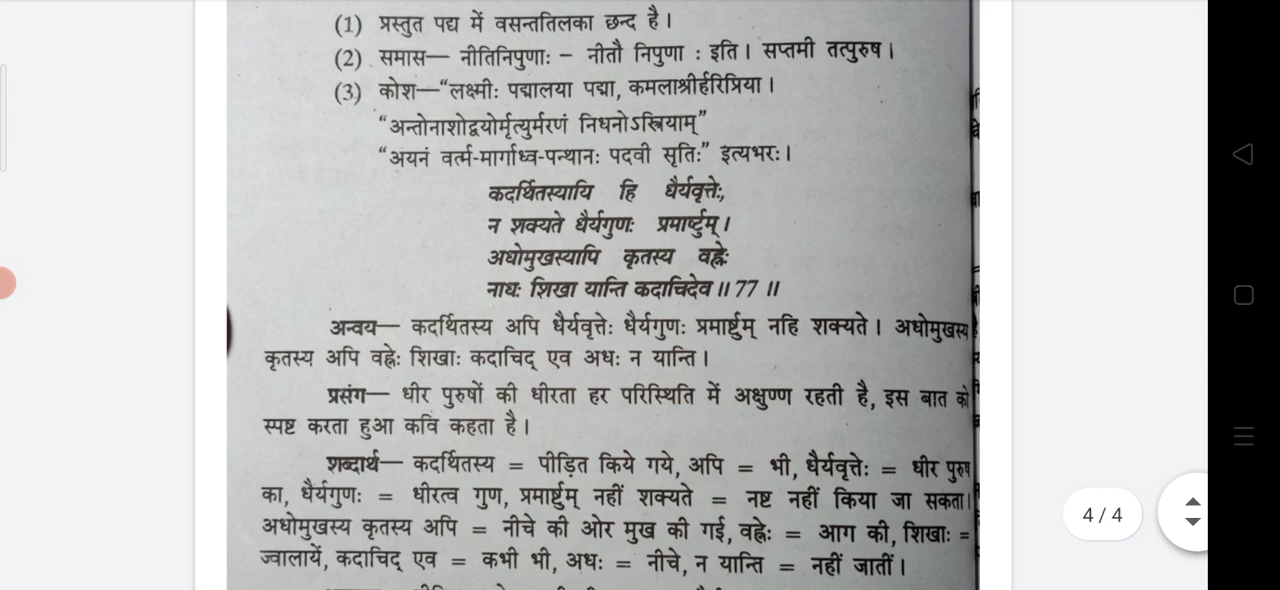 (1) प्रस्तुत पद्य में वसन्ततिलका छन्द है।
(2) समास— नीतिनिपुणाः – नीतौ निपुणा : इति। सप्तमी तत्पुरुष।
(3) कोश—“लक्ष्मीः पद्मालया पद्मा, कमलाश्रीर्हरिप्रिया।
“अन्तोनाशोद्वयोर्मृत्युर्मरणं निधनोऽस्त्रियाम्”
“अयनं वर्त्म-मार्गाध्व-पन्थानः पदवी सृतिः” इत्यभरः।
कदर्थितस्यायि हि धैर्यवृत्तेः,
न शक्यते धैर्यगुणः प्रमार्ष्टुम्।
अधोमुखस्यापि कृतस्य वह्नेः
नाधः शिखा यान्ति कदाचिदेव॥77॥
अन्वय— कदर्थितस्य अपि धैर्यवृत्तेः धैर्यगुणः प्रमार्ष्टुम् नहि शक्यते। अधोमुखस्य
कृतस्य अपि वह्नेः शिखाः कदाचिद् एव अधः न यान्ति।
प्रसंग— धीर पुरुषों की धीरता हर परिस्थिति में अक्षुण्ण रहती है, इस बात को
स्पष्ट करता हुआ कवि कहता है।
शब्दार्थ— कदर्थितस्य = पीड़ित किये गये, अपि = भी, धैर्यवृत्तेः = धीर पुरुष
का, धैर्यगुणः = धीरत्व गुण, प्रमार्ष्टुम् नहीं शक्यते = नष्ट नहीं किया जा सकता।
अधोमुखस्य कृतस्य अपि = नीचे की ओर मुख की गई, वह्नेः = आग की, शिखाः =
ज्वालायें, कदाचिद् एव = कभी भी, अधः = नीचे, न यान्ति = नहीं जातीं।
4 / 4